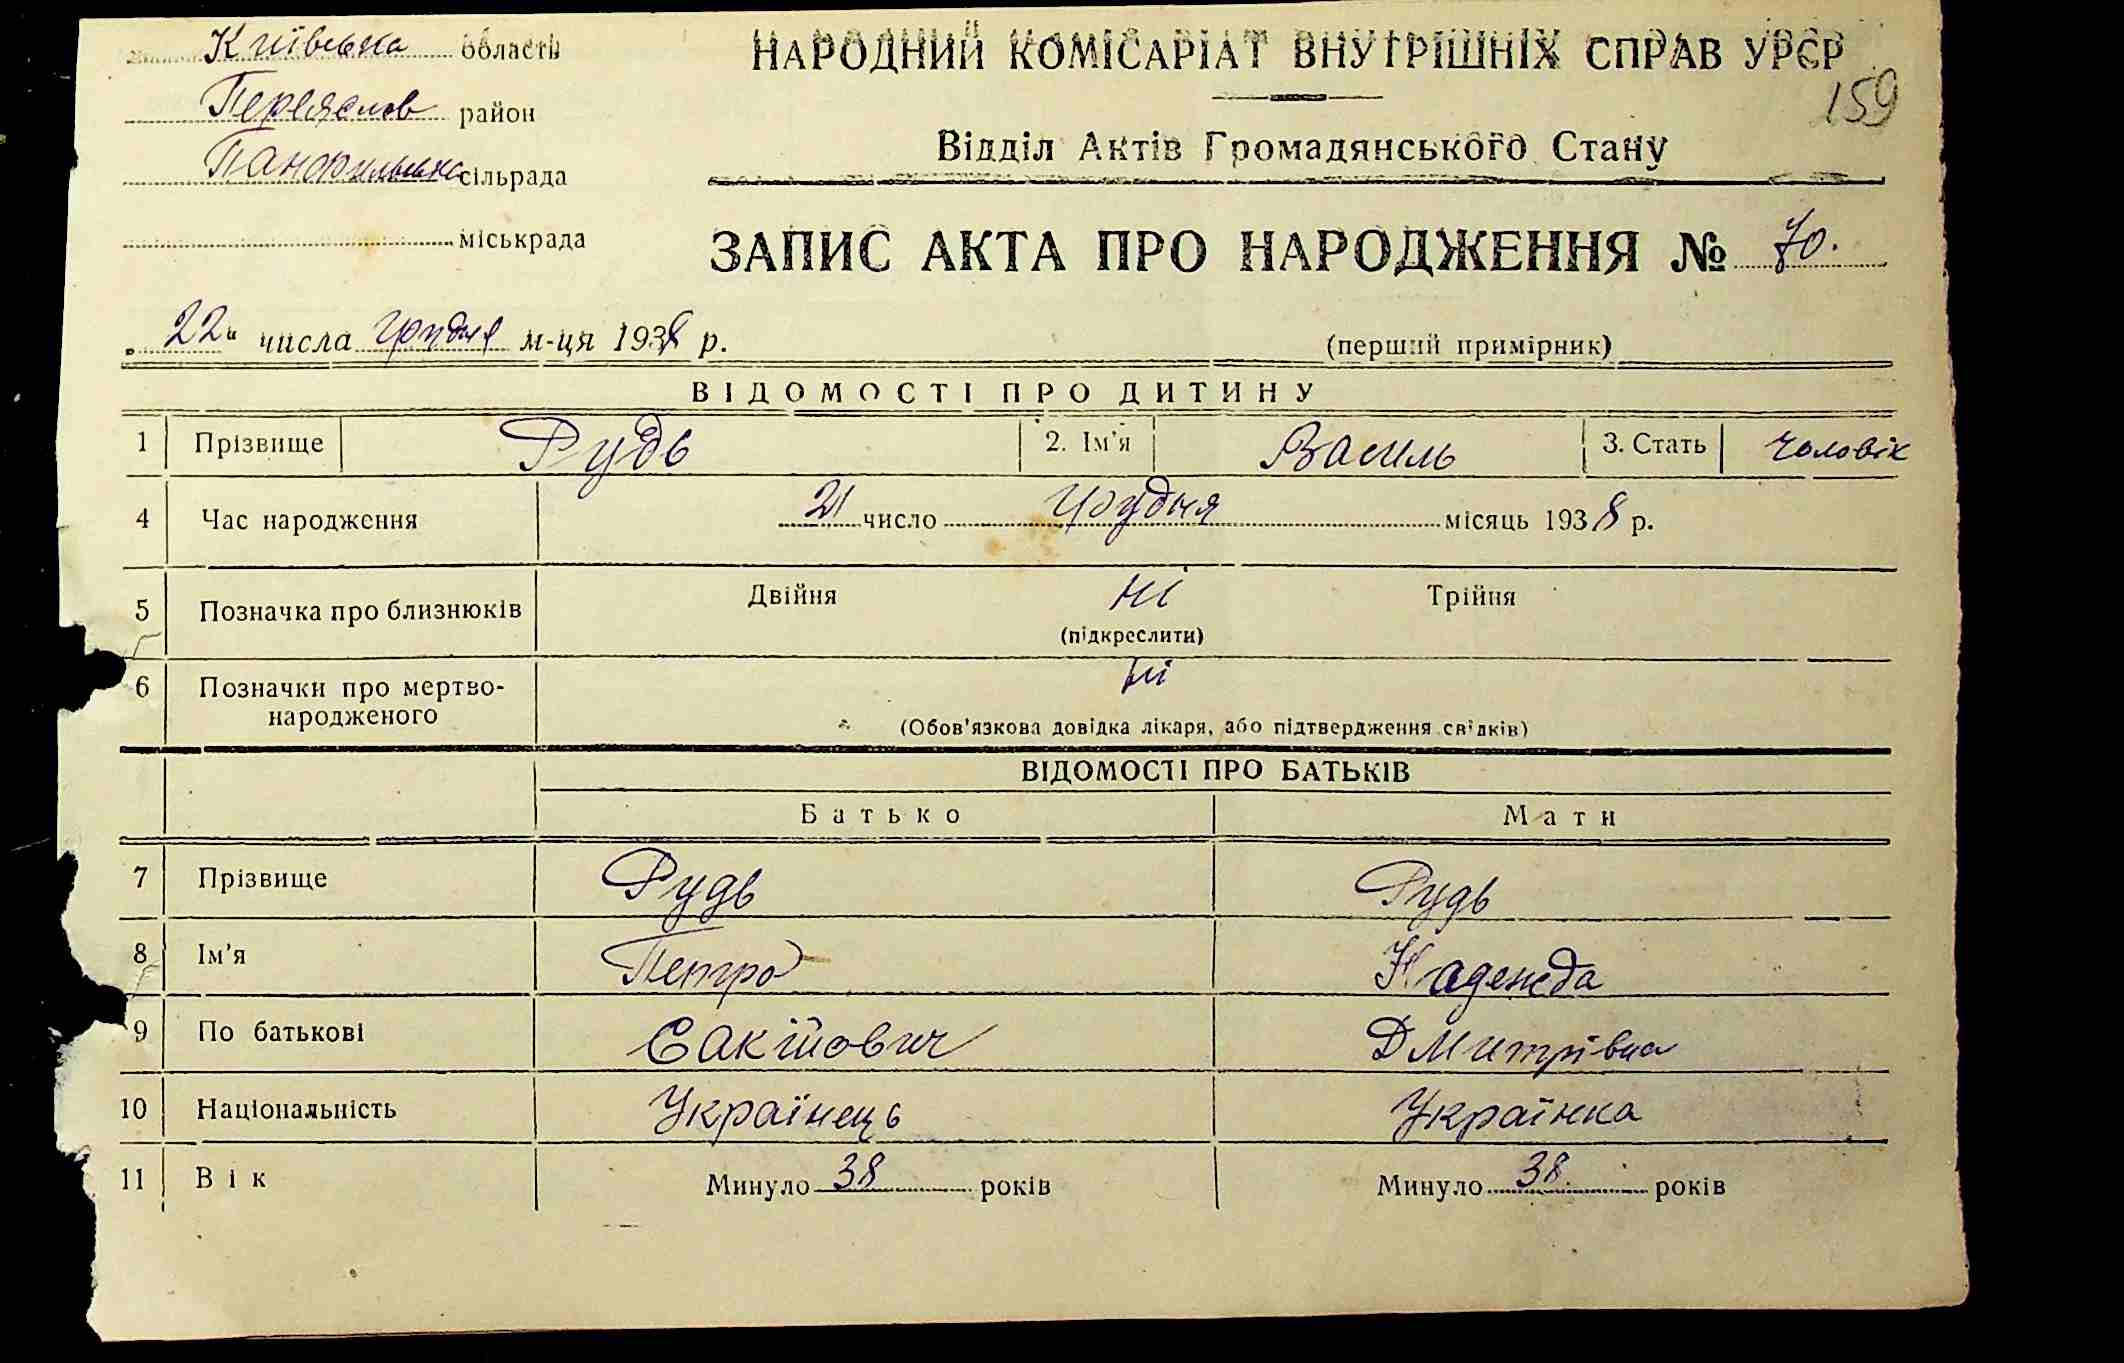 Київська область
Переяслов район
Панфильська сільрада
міськрада
НАРОДНИЙ КОМІСАРІАТ ВНУТРІШНІХ СПРАВ УРСР
159
Відділ Актів Громадянського Стану
ЗАПИС АКТА ПРО НАРОДЖЕННЯ № 70.
„22“ числа грудня м-ця 1938 р.
(перший примірник)
ВІДОМОСТІ ПРО ДИТИНУ
1 Прізвище Рудь 2. Ім'я Василь 3. Стать Чоловік
4 Час народження 21 число Грудня місяць 1938 р.
5 Позначка про близнюків Двійня ні Трійня
(підкреслити)
6 Позначки про мертво-
народженого ні
(Обов'язкова довідка лікаря, або підтвердження свідків)
ВІДОМОСТІ ПРО БАТЬКІВ
Батько Мати
7 Прізвище Рудь Рудь
8 Ім'я Петро Надежда
9 По батькові Сакійович Дмитрівна
10 Національність Українець Українка
11 Вік Минуло 38 років Минуло 38 років